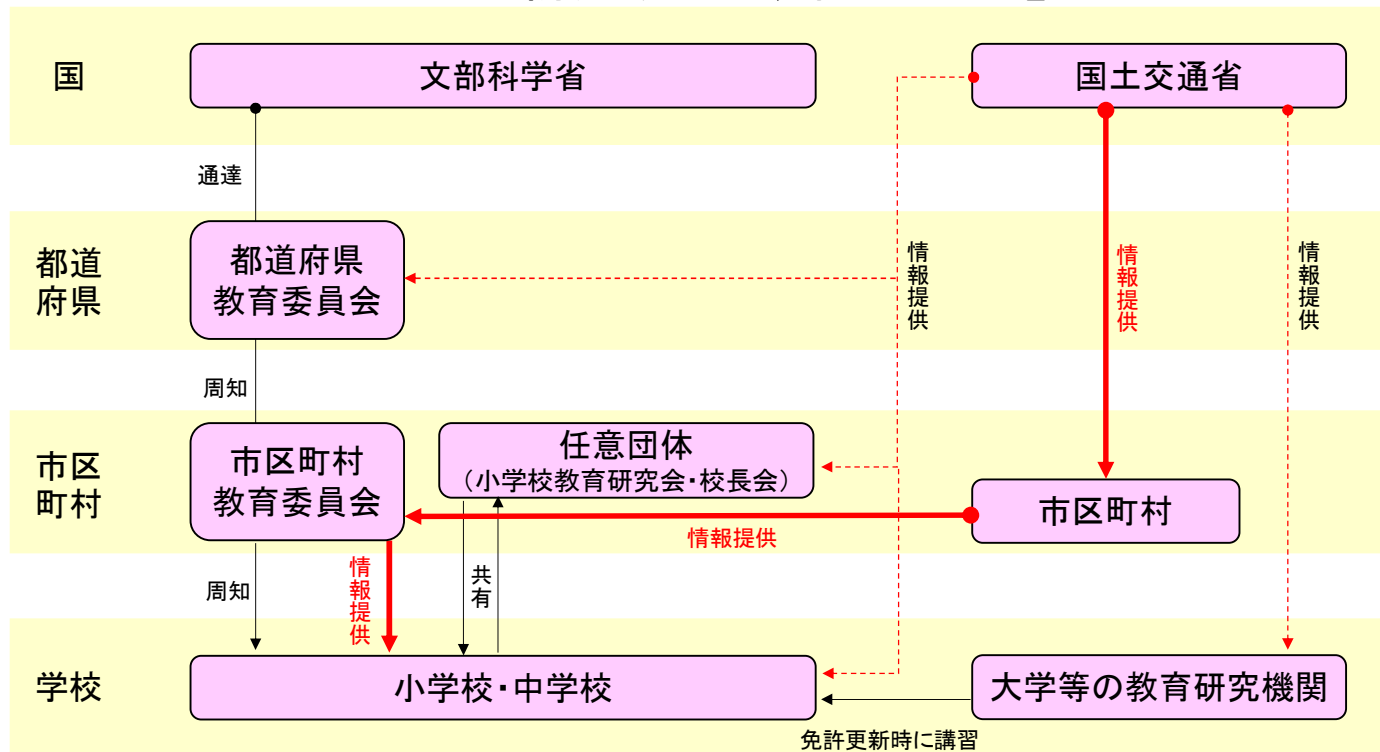 国
文部科学省
国土交通省
通達
都道
府県
都道府県
教育委員会
情報提供
情報提供
情報提供
周知
市区
町村
市区町村
教育委員会
任意団体
（小学校教育研究会・校長会）
市区町村
情報提供
周知
情報提供
共有
学校
小学校・中学校
大学等の教育研究機関
免許更新時に講習